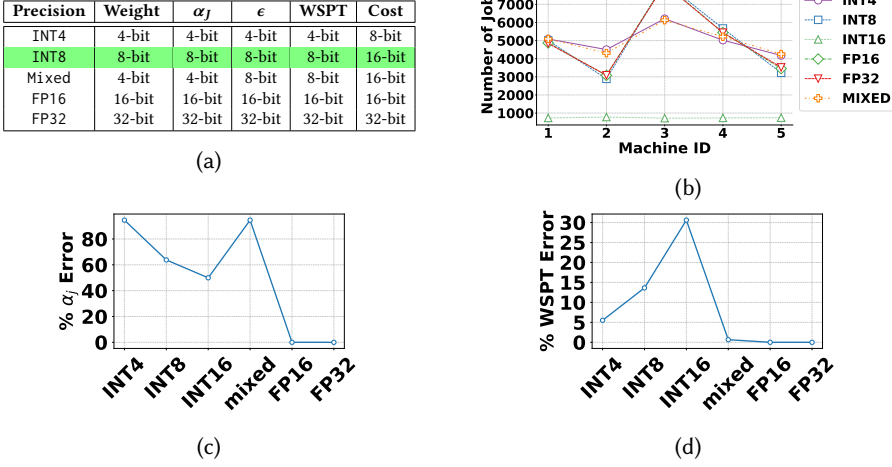 Precision Weight α_J ϵ WSPT Cost
INT4 4-bit 4-bit 4-bit 4-bit 8-bit
INT8 8-bit 8-bit 8-bit 8-bit 16-bit
Mixed 4-bit 4-bit 8-bit 8-bit 16-bit
FP16 16-bit 16-bit 16-bit 16-bit 16-bit
FP32 32-bit 32-bit 32-bit 32-bit 32-bit
(a)
Number of Job
7000
6000
5000
4000
3000
2000
1000
1 2 3 4 5
Machine ID
INT4
INT8
INT16
FP16
FP32
MIXED
(b)
% α_j Error
80
60
40
20
0
INT4 INT8 INT16 mixed FP16 FP32
(c)
% WSPT Error
30
25
20
15
10
5
0
INT4 INT8 INT16 mixed FP16 FP32
(d)